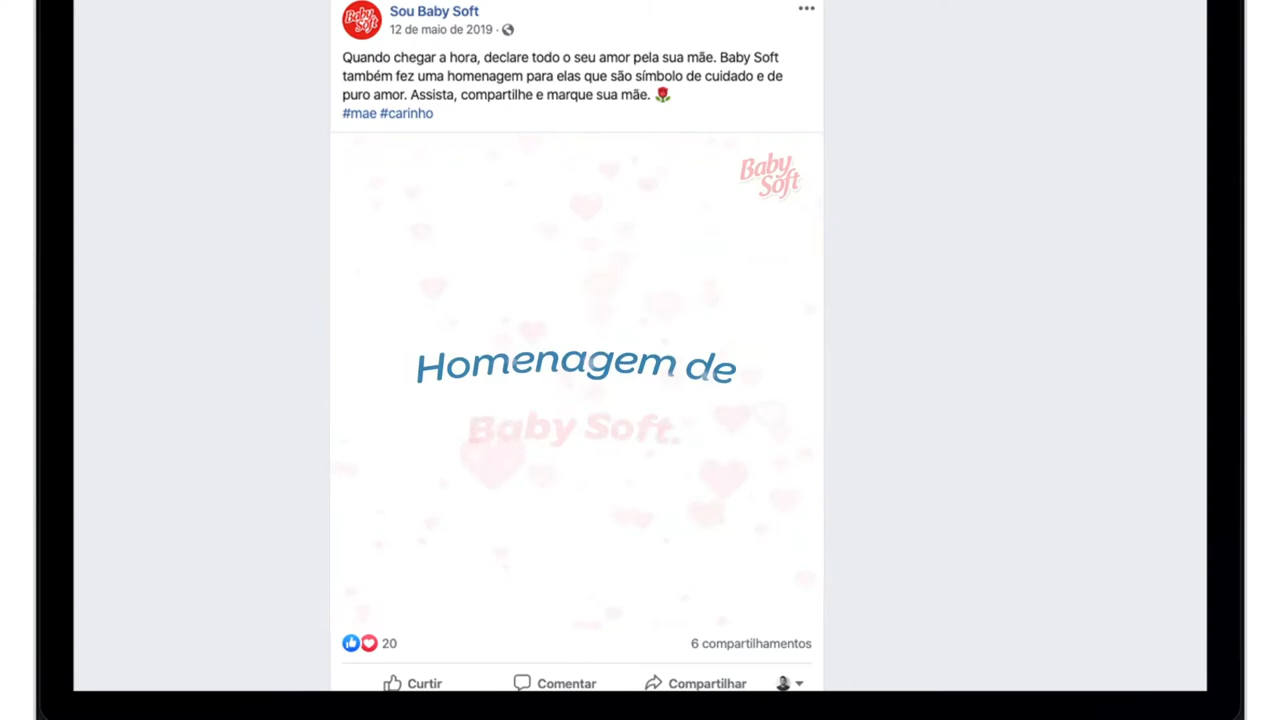 Baby
Soft
Sou Baby Soft
12 de maio de 2019 ·
Quando chegar a hora, declare todo o seu amor pela sua mãe. Baby Soft
também fez uma homenagem para elas que são símbolo de cuidado e de
puro amor. Assista, compartilhe e marque sua mãe. 🌹
#mae #carinho
Baby
Soft
Homenagem de
Baby Soft.
20
6 compartilhamentos
Curtir
Comentar
Compartilhar